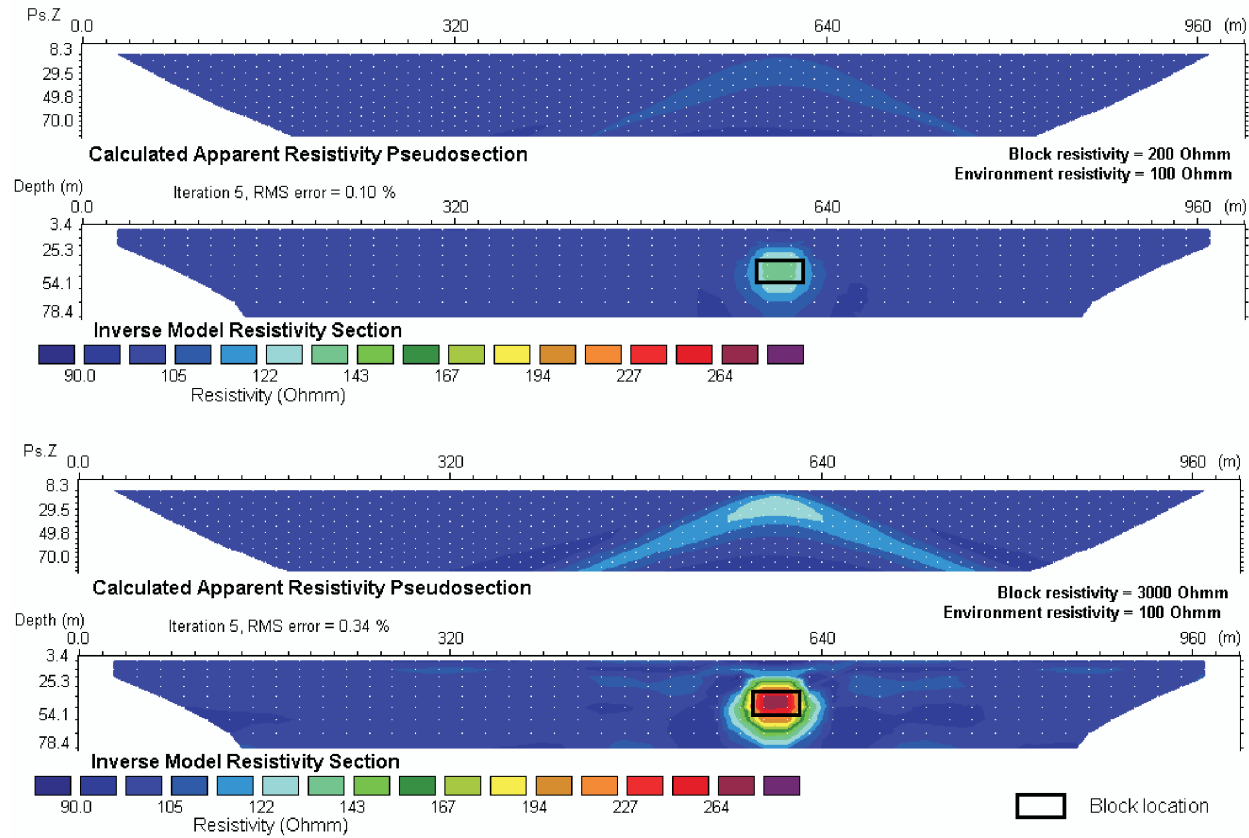 Ps.Z
0.0 320 640 960 (m)
8.3
29.5
49.8
70.0
Calculated Apparent Resistivity Pseudosection
Block resistivity = 200 Ohmm
Environment resistivity = 100 Ohmm
Depth (m)
Iteration 5, RMS error = 0.10 %
0.0 320 640 960 (m)
3.4
25.3
54.1
78.4
Inverse Model Resistivity Section
90.0 105 122 143 167 194 227 264
Resistivity (Ohmm)
Ps.Z
0.0 320 640 960 (m)
8.3
29.5
49.8
70.0
Calculated Apparent Resistivity Pseudosection
Block resistivity = 3000 Ohmm
Environment resistivity = 100 Ohmm
Depth (m)
Iteration 5, RMS error = 0.34 %
0.0 320 640 960 (m)
3.4
25.3
54.1
78.4
Inverse Model Resistivity Section
90.0 105 122 143 167 194 227 264
Resistivity (Ohmm)
Block location